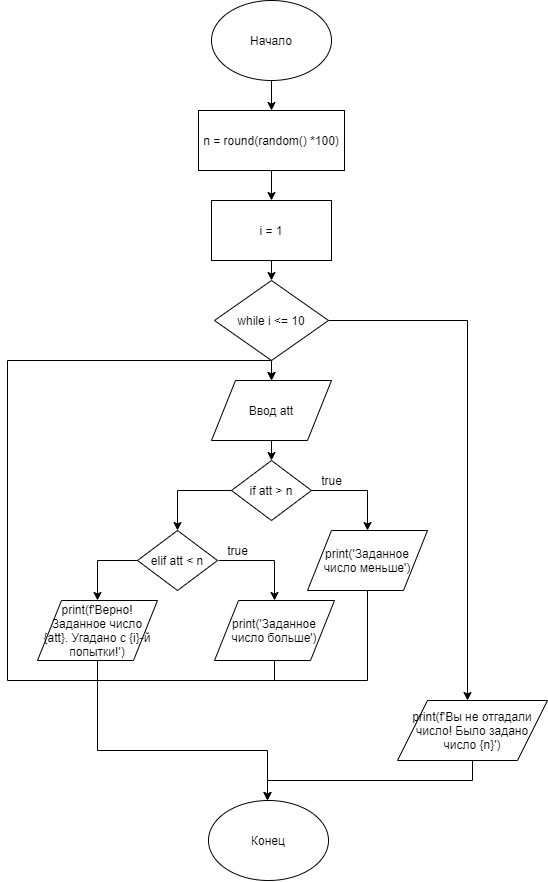 Начало
n = round(random() *100)
i = 1
while i <= 10
Ввод att
if att > n
true
elif att < n
true
print('Заданное
число меньше')
print(f'Верно!
Заданное число
{att}. Угадано с {i}-й
попытки!')
print('Заданное
число больше')
print(f'Вы не отгадали
число! Было задано
число {n}')
Конец